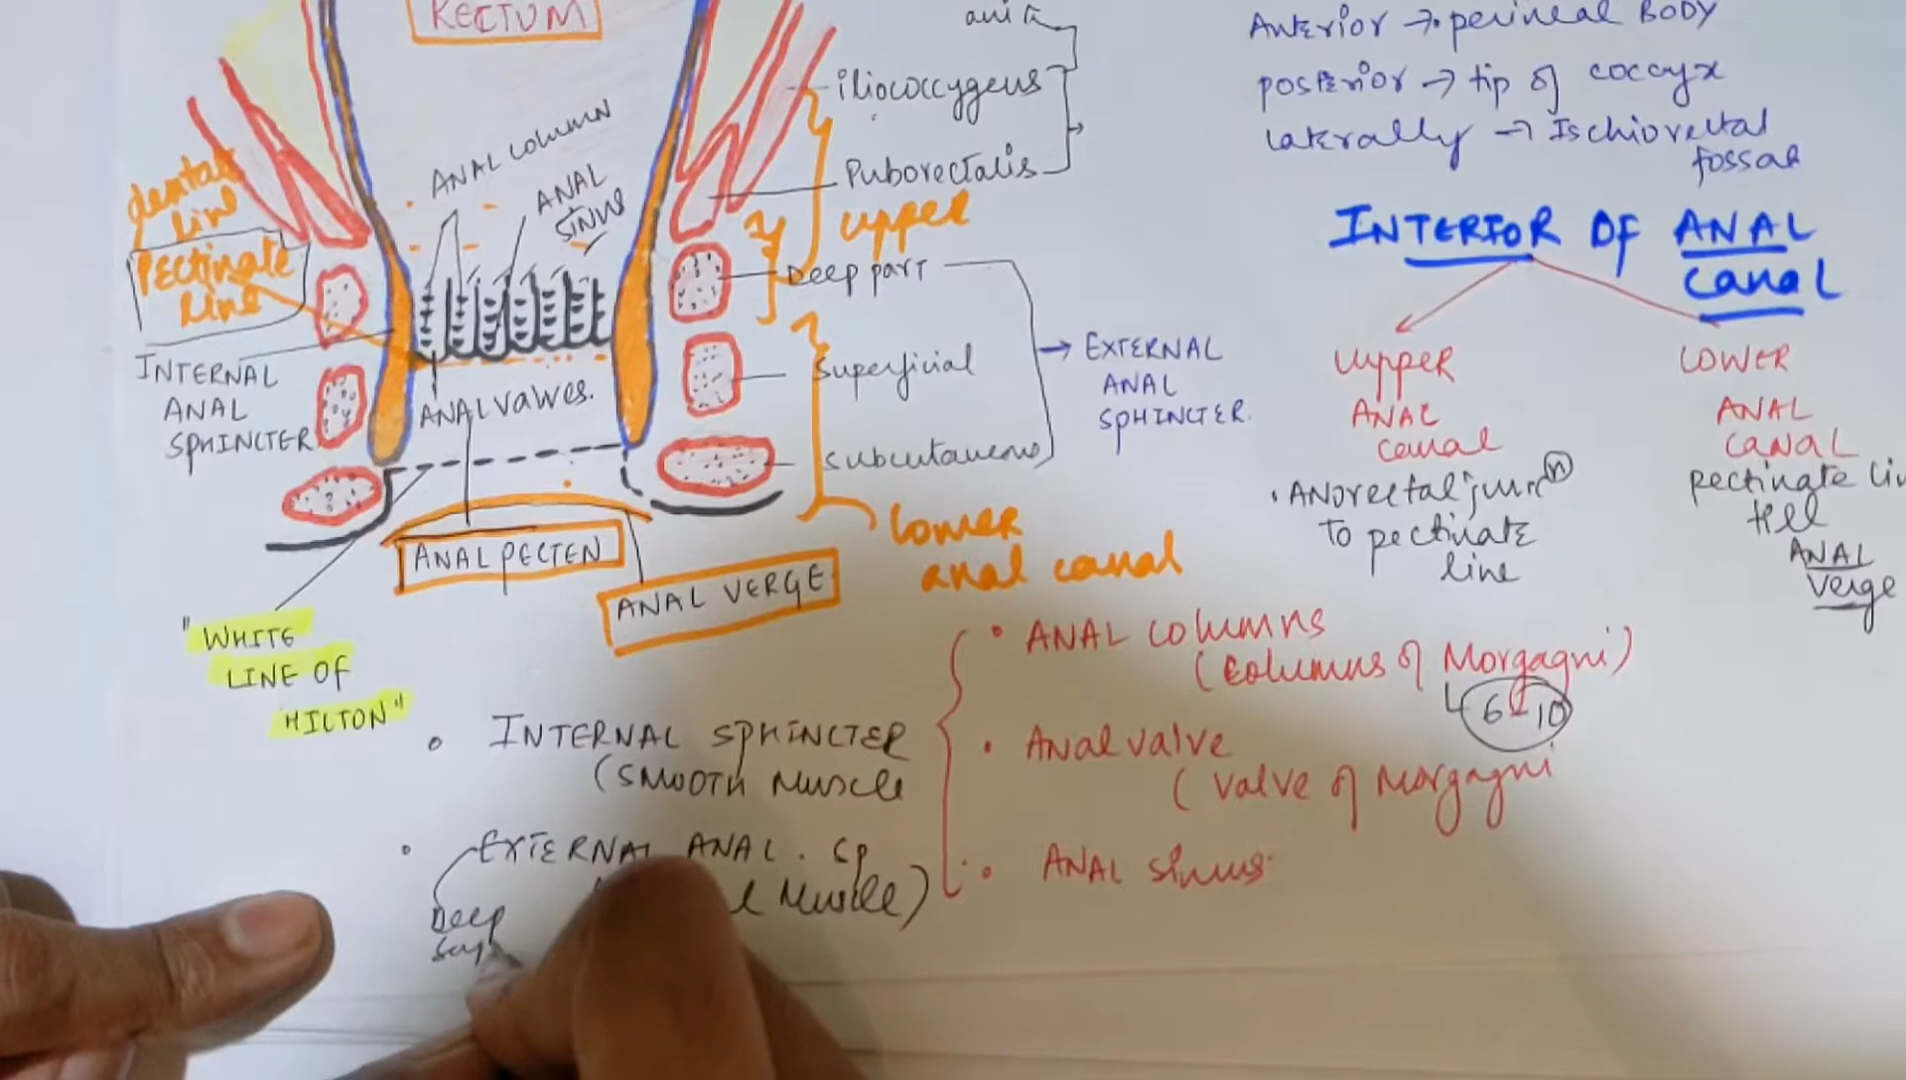 RECTUM
ani
iliococcygeus
Puborectalis
Anterior → perineal BODY
posterior → tip of coccyx
laterally → Ischiorectal
fossae
ANAL COLUMN
ANAL
SINUS
dentate
line
Pectinate
line
upper
Deep part
Superficial
subcutaneous
EXTERNAL
ANAL
SPHINCTER.
INTERNAL
ANAL
SPHINCTER
ANAL VALVES.
INTERIOR OF ANAL
canal
Upper
ANAL
canal
• ANorectal junc(n)
to pectinate
line
LOWER
ANAL
CANAL
pectinate li
till
ANAL
verge
ANAL PECTEN
ANAL VERGE
lower
anal canal
"WHITE
LINE OF
HILTON"
• INTERNAL SPHINCTER
(SMOOTH Muscle
• EXTERNAL ANAL. SP
l Muscle)
Deep
Sup
• ANAL columns
(columns of Morgagni)
6-10
• Anal valve
(valve of Morgagni
• ANAL sinus